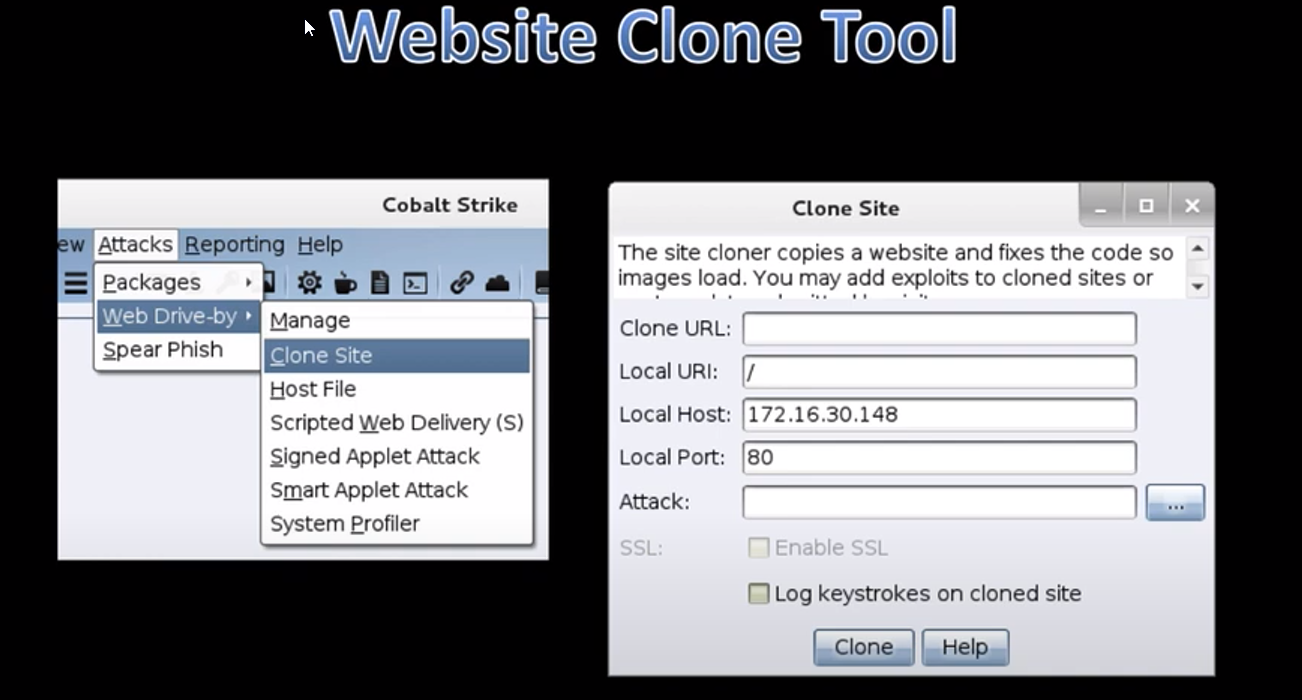 Website Clone Tool
Cobalt Strike
ew Attacks Reporting Help
Packages
Web Drive-by
Spear Phish
Manage
Clone Site
Host File
Scripted Web Delivery (S)
Signed Applet Attack
Smart Applet Attack
System Profiler
Clone Site
The site cloner copies a website and fixes the code so
images load. You may add exploits to cloned sites or
Clone URL:
Local URI: /
Local Host: 172.16.30.148
Local Port: 80
Attack: ...
SSL: Enable SSL
Log keystrokes on cloned site
Clone Help